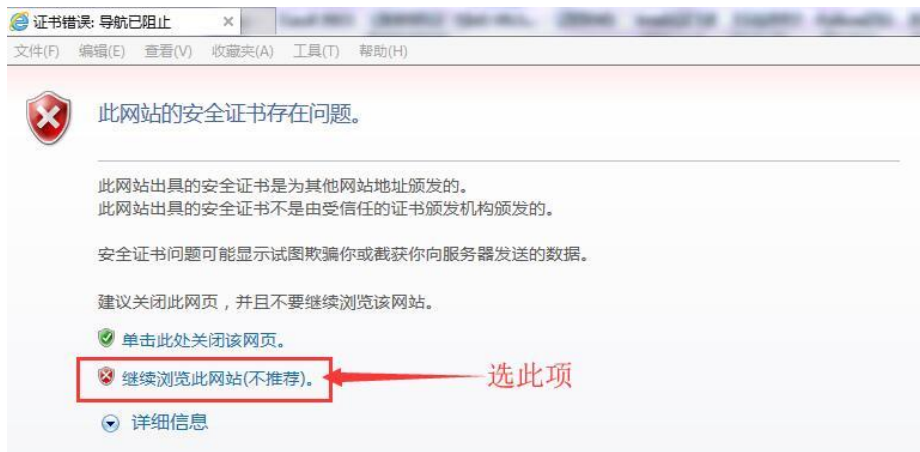 证书错误: 导航已阻止
文件(F) 编辑(E) 查看(V) 收藏夹(A) 工具(T) 帮助(H)
此网站的安全证书存在问题。
此网站出具的安全证书是为其他网站地址颁发的。
此网站出具的安全证书不是由受信任的证书颁发机构颁发的。
安全证书问题可能显示试图欺骗你或截获你向服务器发送的数据。
建议关闭此网页，并且不要继续浏览该网站。
单击此处关闭该网页。
继续浏览此网站(不推荐)。 选此项
详细信息